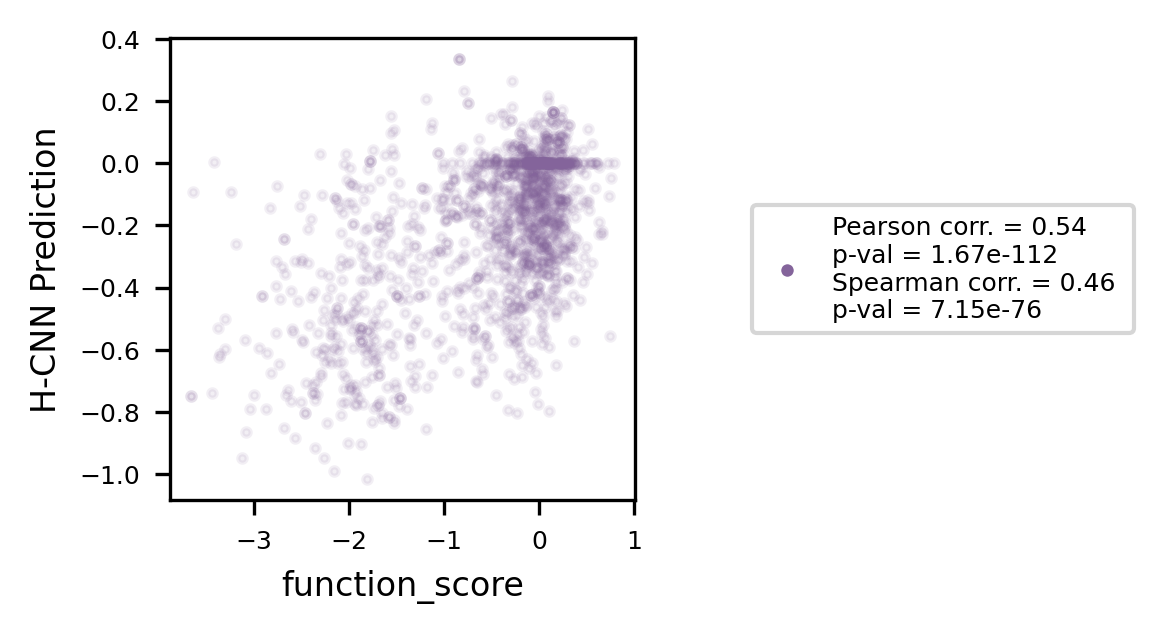 H-CNN Prediction
0.4
0.2
0.0
−0.2
−0.4
−0.6
−0.8
−1.0
−3
−2
−1
0
1
function_score
Pearson corr. = 0.54
p-val = 1.67e-112
Spearman corr. = 0.46
p-val = 7.15e-76